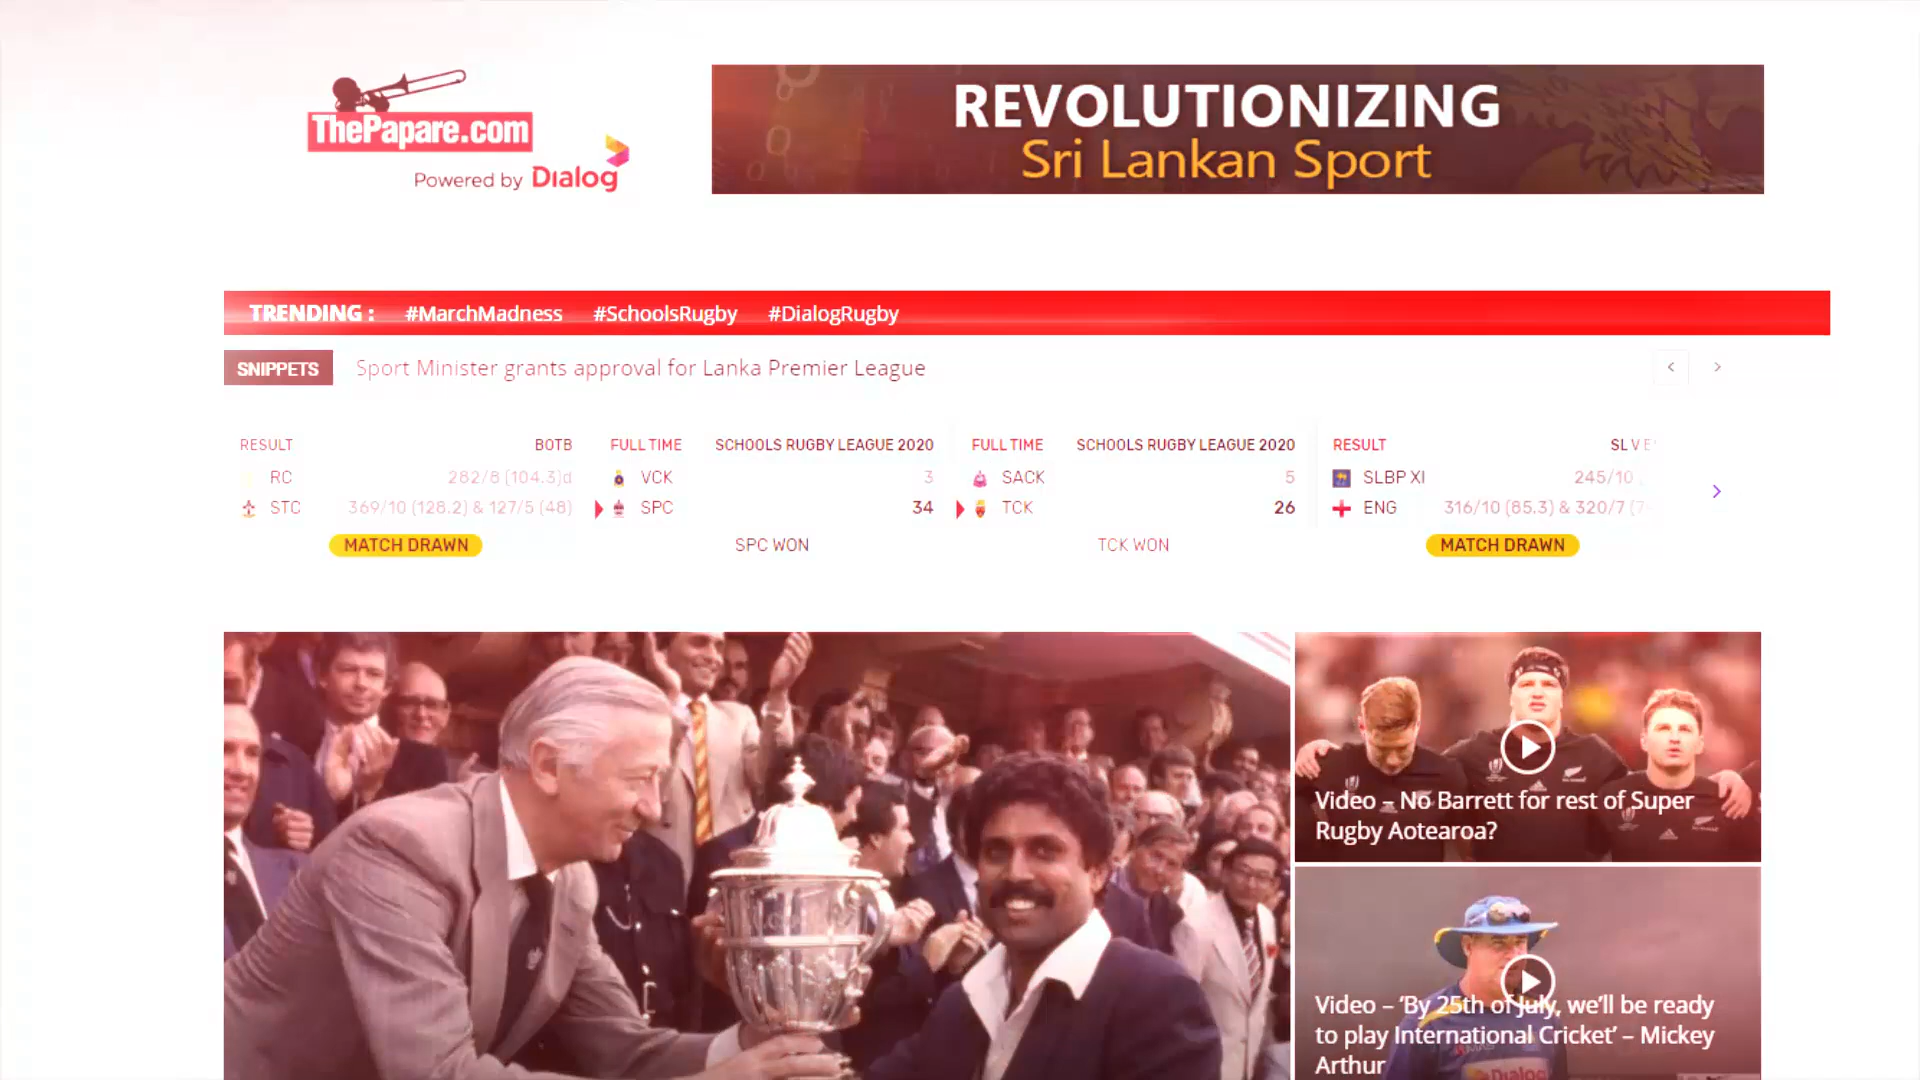 ThePapare.com
Powered by Dialog
REVOLUTIONIZING
Sri Lankan Sport
TRENDING : #MarchMadness #SchoolsRugby #DialogRugby
SNIPPETS Sport Minister grants approval for Lanka Premier League
RESULT BOTB
RC 282/8 (104.3)d
STC 369/10 (128.2) & 127/5 (48)
MATCH DRAWN
FULL TIME SCHOOLS RUGBY LEAGUE 2020
VCK 3
SPC 34
SPC WON
FULL TIME SCHOOLS RUGBY LEAGUE 2020
SACK 5
TCK 26
TCK WON
RESULT SL V E
SLBP XI 245/10
ENG 316/10 (85.3) & 320/7 (7
MATCH DRAWN
Video – No Barrett for rest of Super
Rugby Aotearoa?
Video – ‘By 25th of July, we’ll be ready
to play International Cricket’ – Mickey
Arthur
Dialog